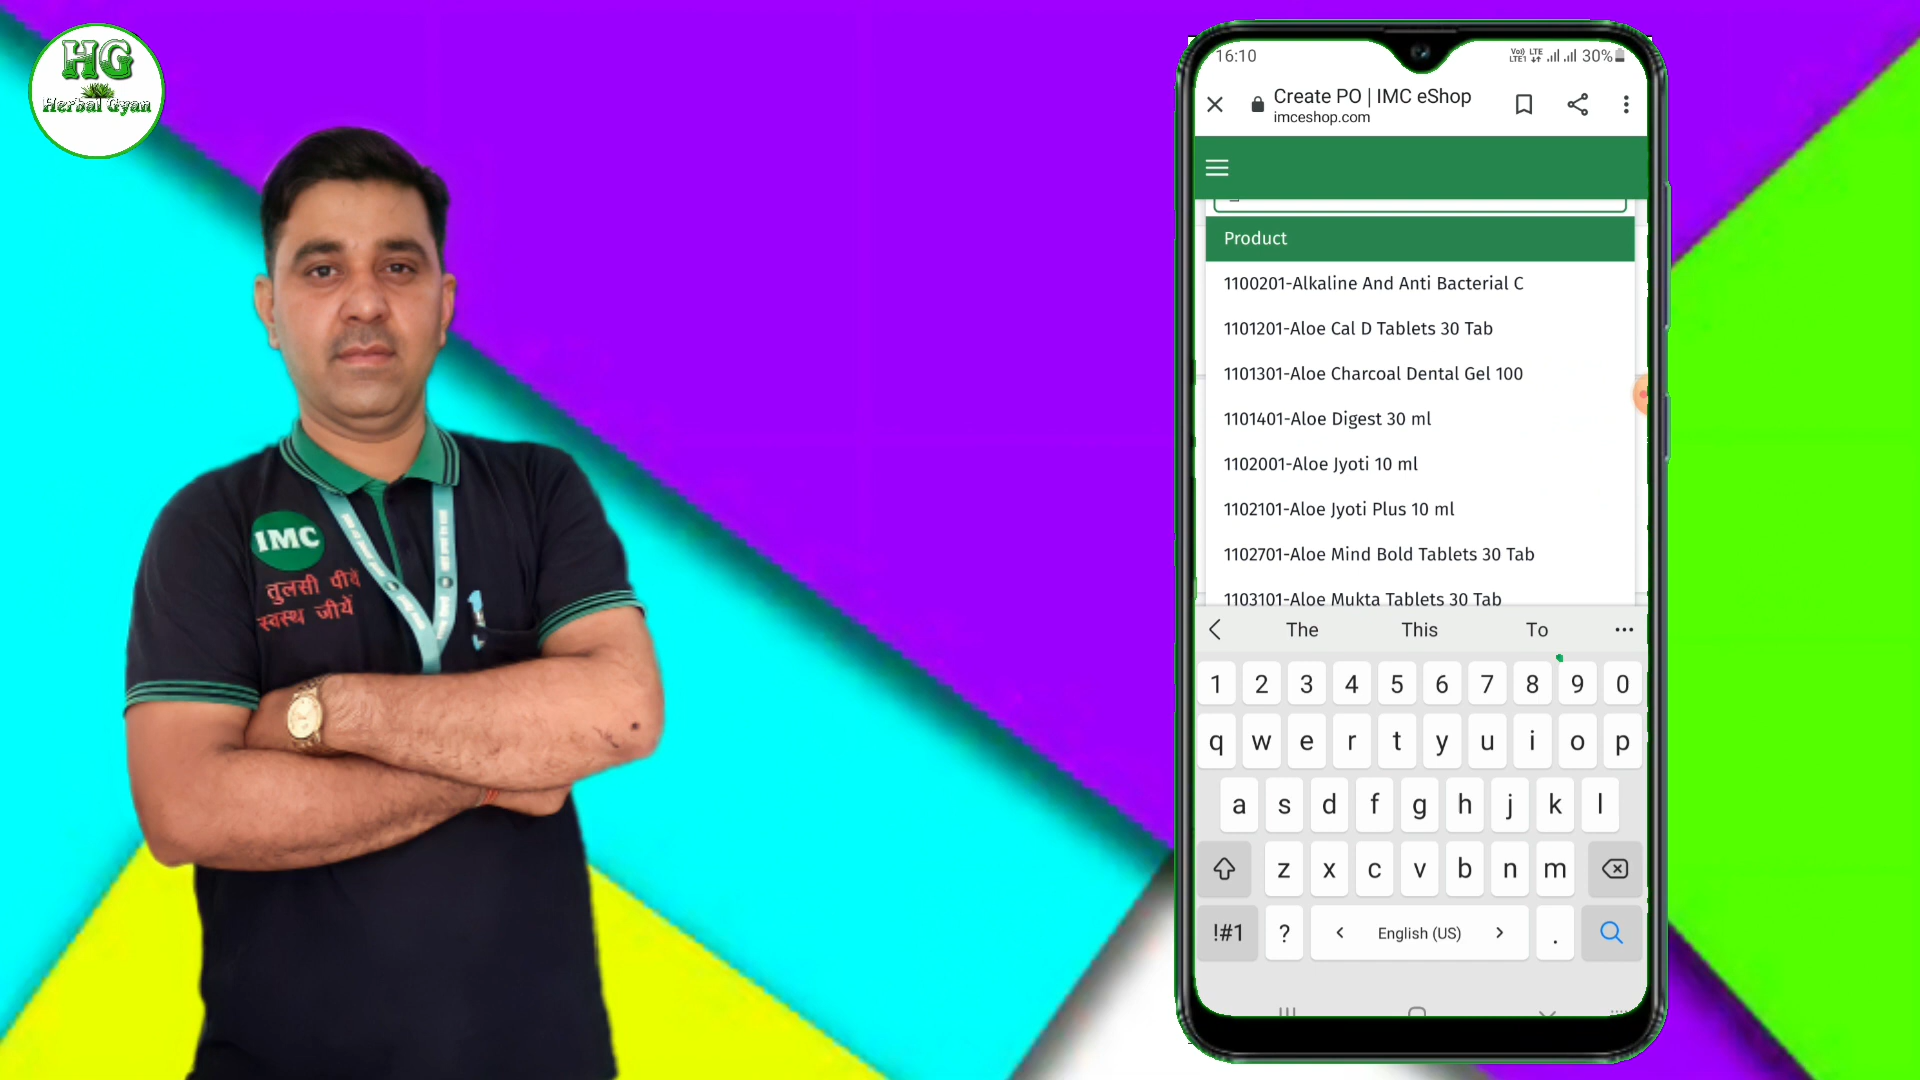 HG
Herbal Gyan
IMC
तुलसी पीयें
स्वस्थ जीयें
16:10
Vo) LTE
LTE1
30%
Create PO | IMC eShop
imceshop.com
Product
1100201-Alkaline And Anti Bacterial C
1101201-Aloe Cal D Tablets 30 Tab
1101301-Aloe Charcoal Dental Gel 100
1101401-Aloe Digest 30 ml
1102001-Aloe Jyoti 10 ml
1102101-Aloe Jyoti Plus 10 ml
1102701-Aloe Mind Bold Tablets 30 Tab
1103101-Aloe Mukta Tablets 30 Tab
The This To
1 2 3 4 5 6 7 8 9 0
q w e r t y u i o p
a s d f g h j k l
z x c v b n m
!#1 ? < English (US) > .